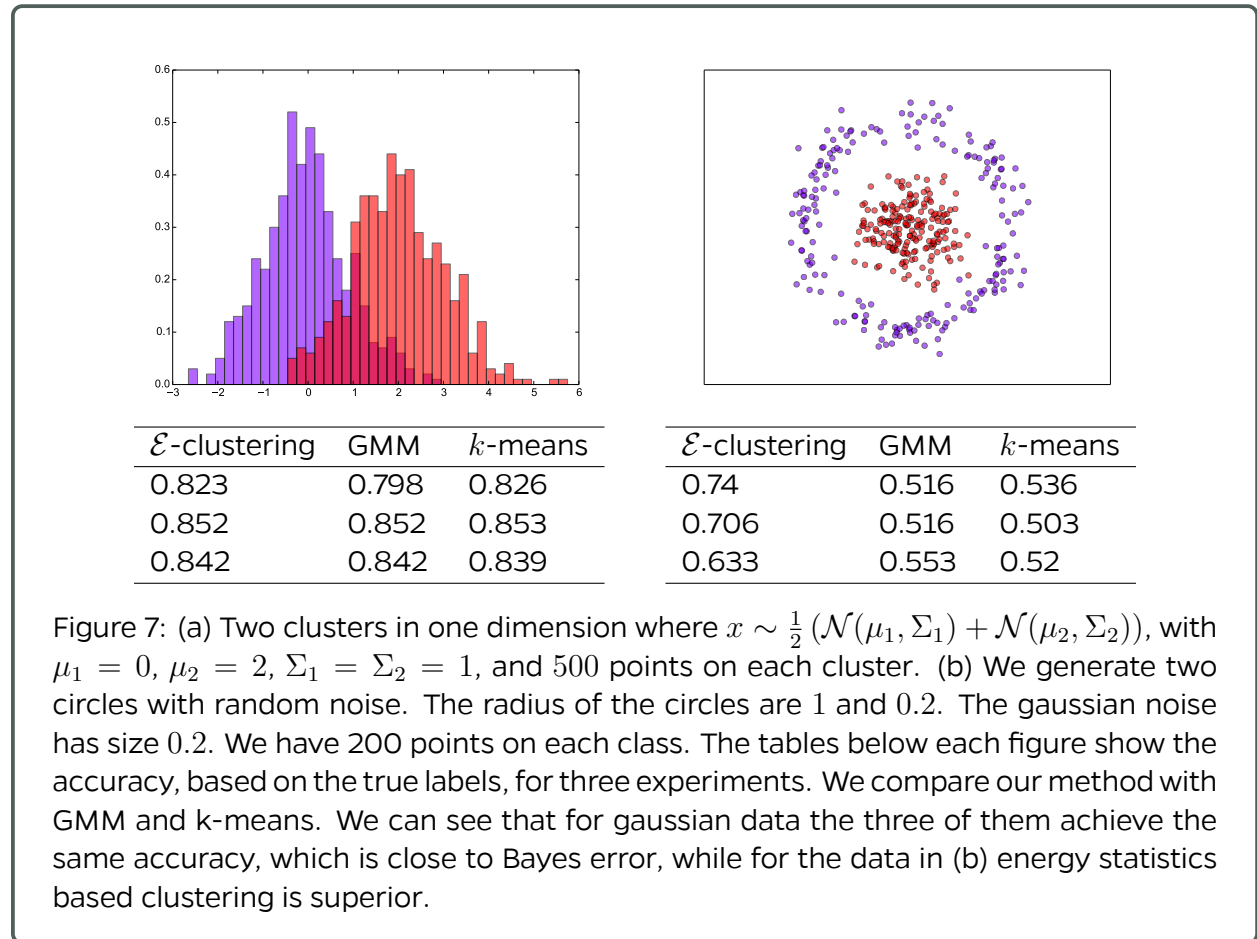 0.6
0.5
0.4
0.3
0.2
0.1
0.0
−3 −2 −1 0 1 2 3 4 5 6
ℰ-clustering GMM k-means
0.823 0.798 0.826
0.852 0.852 0.853
0.842 0.842 0.839
ℰ-clustering GMM k-means
0.74 0.516 0.536
0.706 0.516 0.503
0.633 0.553 0.52
Figure 7: (a) Two clusters in one dimension where x ∼ ½ (𝒩(μ₁, Σ₁) + 𝒩(μ₂, Σ₂)), with
μ₁ = 0, μ₂ = 2, Σ₁ = Σ₂ = 1, and 500 points on each cluster. (b) We generate two
circles with random noise. The radius of the circles are 1 and 0.2. The gaussian noise
has size 0.2. We have 200 points on each class. The tables below each figure show the
accuracy, based on the true labels, for three experiments. We compare our method with
GMM and k-means. We can see that for gaussian data the three of them achieve the
same accuracy, which is close to Bayes error, while for the data in (b) energy statistics
based clustering is superior.